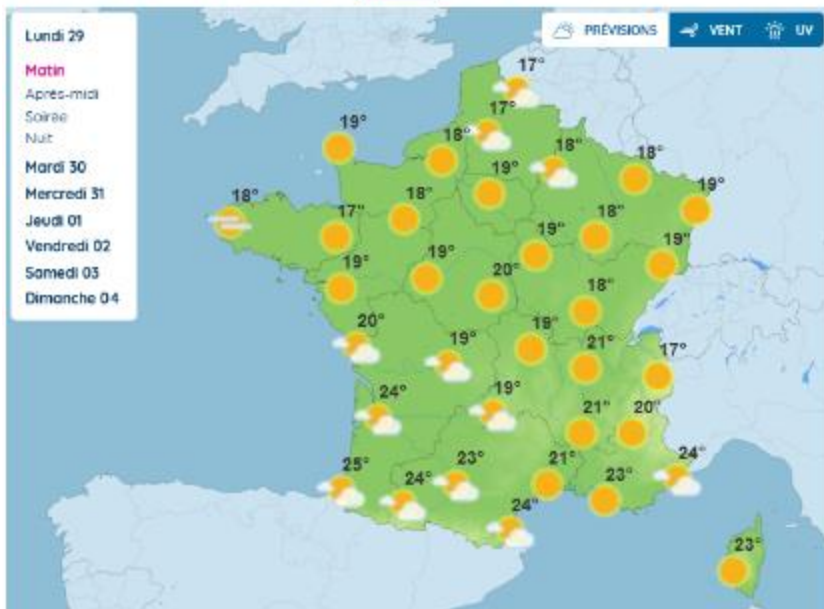 Lundi 29
PRÉVISIONS VENT UV
Matin
Après-midi
Soirée
Nuit
Mardi 30
Mercredi 31
Jeudi 01
Vendredi 02
Samedi 03
Dimanche 04
17°
17°
19°
18°
18°
18°
19°
19°
18°
18°
17°
18°
19°
19°
19°
19°
20°
18°
20°
19°
19°
21°
17°
24°
19°
21°
20°
25°
24°
23°
21°
23°
24°
24°
23°